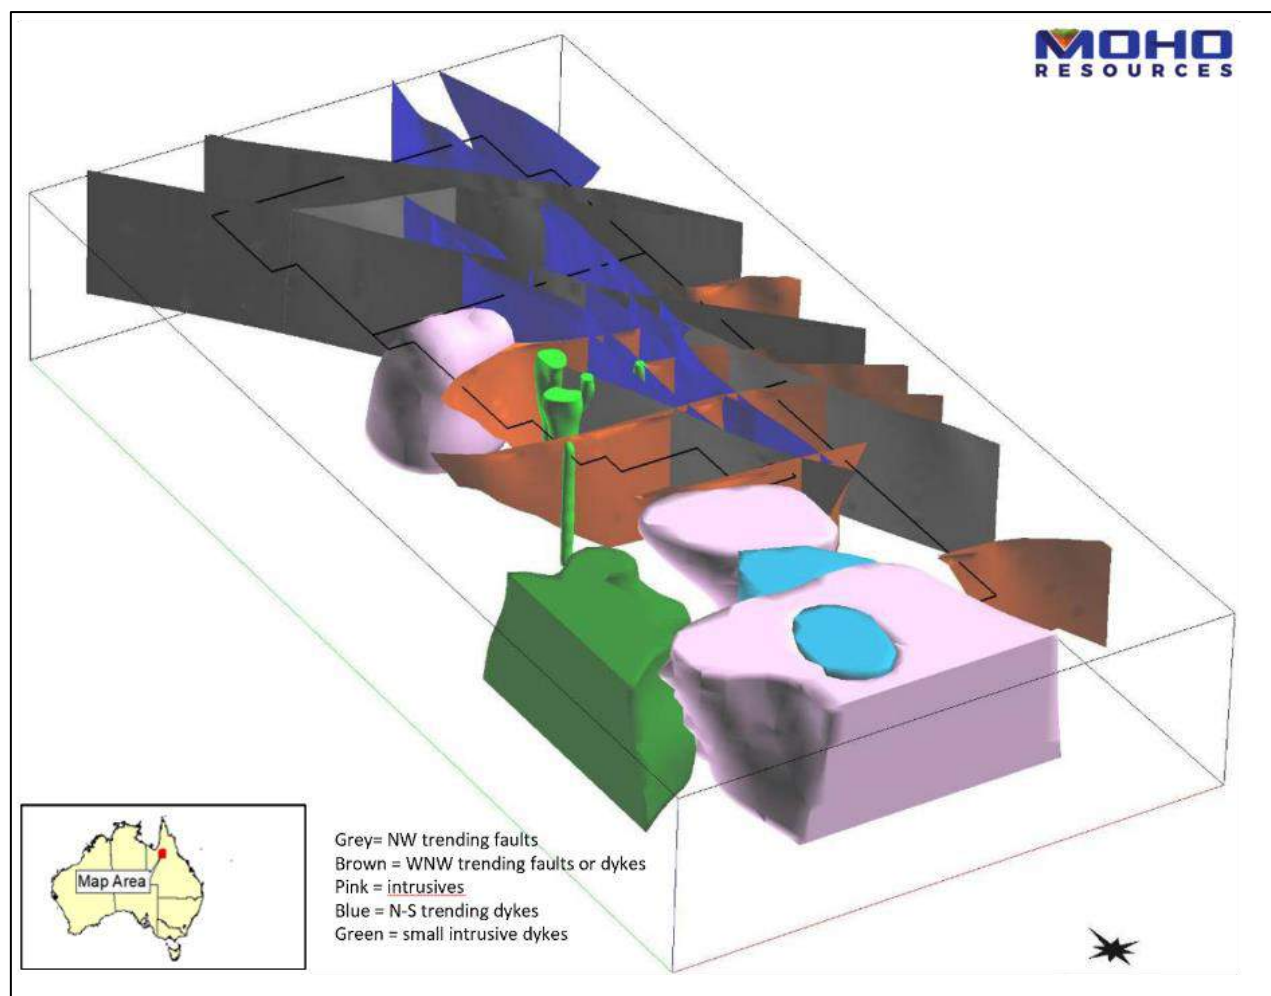 MOHO
RESOURCES
Map Area
Grey= NW trending faults
Brown = WNW trending faults or dykes
Pink = intrusives
Blue = N-S trending dykes
Green = small intrusive dykes